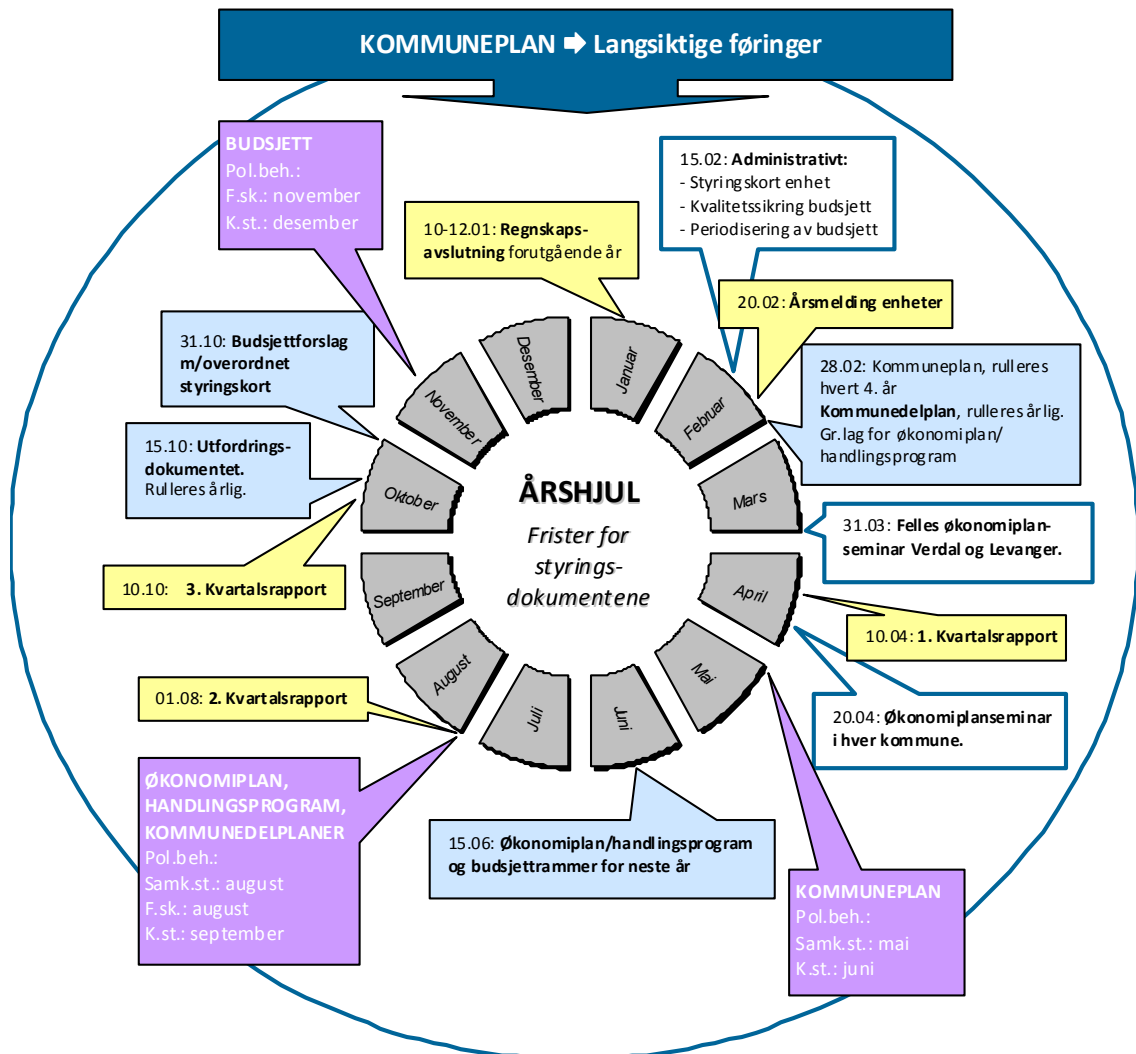 KOMMUNEPLAN ➡ Langsiktige føringer
BUDSJETT
Pol.beh.:
F.sk.: november
K.st.: desember
15.02: Administrativt:
- Styringskort enhet
- Kvalitetssikring budsjett
- Periodisering av budsjett
10-12.01: Regnskaps-
avslutning forutgående år
20.02: Årsmelding enheter
31.10: Budsjettforslag
m/overordnet
styringskort
28.02: Kommuneplan, rulleres
hvert 4. år
Kommunedelplan, rulleres årlig.
Gr.lag for økonomiplan/
handlingsprogram
15.10: Utfordrings-
dokumentet.
Rulleres årlig.
Januar
Februar
Mars
April
Mai
Juni
Juli
August
September
Oktober
November
Desember
ÅRSHJUL
Frister for
styrings-
dokumentene
31.03: Felles økonomiplan-
seminar Verdal og Levanger.
10.10: 3. Kvartalsrapport
10.04: 1. Kvartalsrapport
01.08: 2. Kvartalsrapport
20.04: Økonomiplanseminar
i hver kommune.
ØKONOMIPLAN,
HANDLINGSPROGRAM,
KOMMUNEDELPLANER
Pol.beh.:
Samk.st.: august
F.sk.: august
K.st.: september
15.06: Økonomiplan/handlingsprogram
og budsjettrammer for neste år
KOMMUNEPLAN
Pol.beh.:
Samk.st.: mai
K.st.: juni